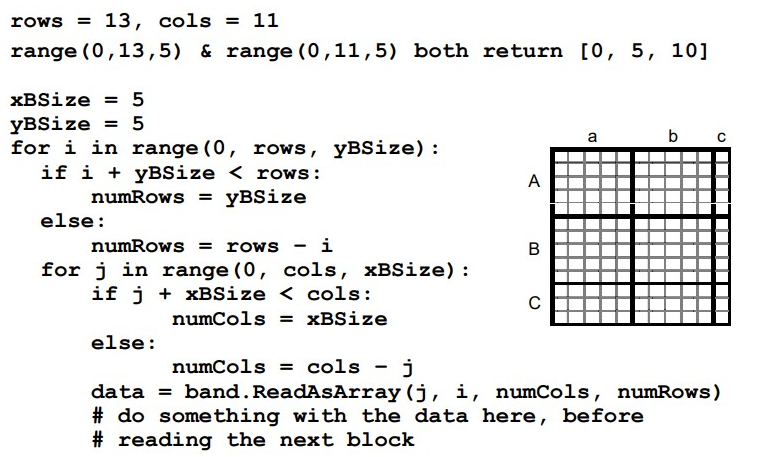 rows = 13, cols = 11
range(0,13,5) & range(0,11,5) both return [0, 5, 10]
xBSize = 5
yBSize = 5
for i in range(0, rows, yBSize):
  if i + yBSize < rows:
    numRows = yBSize
  else:
    numRows = rows - i
  for j in range(0, cols, xBSize):
    if j + xBSize < cols:
      numCols = xBSize
    else:
      numCols = cols - j
    data = band.ReadAsArray(j, i, numCols, numRows)
    # do something with the data here, before
    # reading the next block
a b c
A
B
C